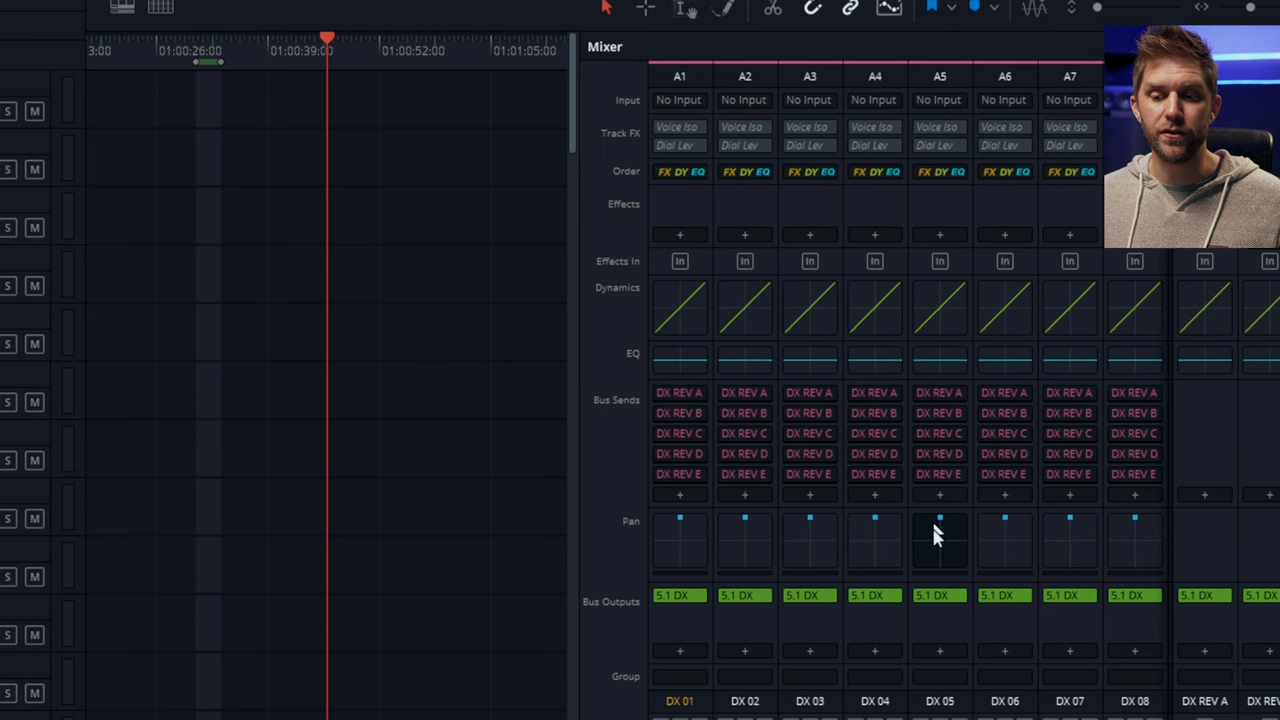 3:00 01:00:26:00 01:00:39:00 01:00:52:00 01:01:05:00
Mixer
A1 A2 A3 A4 A5 A6 A7
Input No Input No Input No Input No Input No Input No Input No Input
Track FX Voice Iso Voice Iso Voice Iso Voice Iso Voice Iso Voice Iso Voice Iso
Dial Lev Dial Lev Dial Lev Dial Lev Dial Lev Dial Lev Dial Lev
Order FX DY EQ FX DY EQ FX DY EQ FX DY EQ FX DY EQ FX DY EQ FX DY EQ
Effects
+ + + + + + +
Effects In In In In In In In In In In In
Dynamics
EQ
Bus Sends DX REV A DX REV A DX REV A DX REV A DX REV A DX REV A DX REV A DX REV A
DX REV B DX REV B DX REV B DX REV B DX REV B DX REV B DX REV B DX REV B
DX REV C DX REV C DX REV C DX REV C DX REV C DX REV C DX REV C DX REV C
DX REV D DX REV D DX REV D DX REV D DX REV D DX REV D DX REV D DX REV D
DX REV E DX REV E DX REV E DX REV E DX REV E DX REV E DX REV E DX REV E
+ + + + + + + + + +
Pan
Bus Outputs 5.1 DX 5.1 DX 5.1 DX 5.1 DX 5.1 DX 5.1 DX 5.1 DX 5.1 DX 5.1 DX 5.1 DX
+ + + + + + + + + +
Group
DX 01 DX 02 DX 03 DX 04 DX 05 DX 06 DX 07 DX 08 DX REV A DX REV
S M
S M
S M
S M
S M
S M
S M
S M
S M
S M
S M